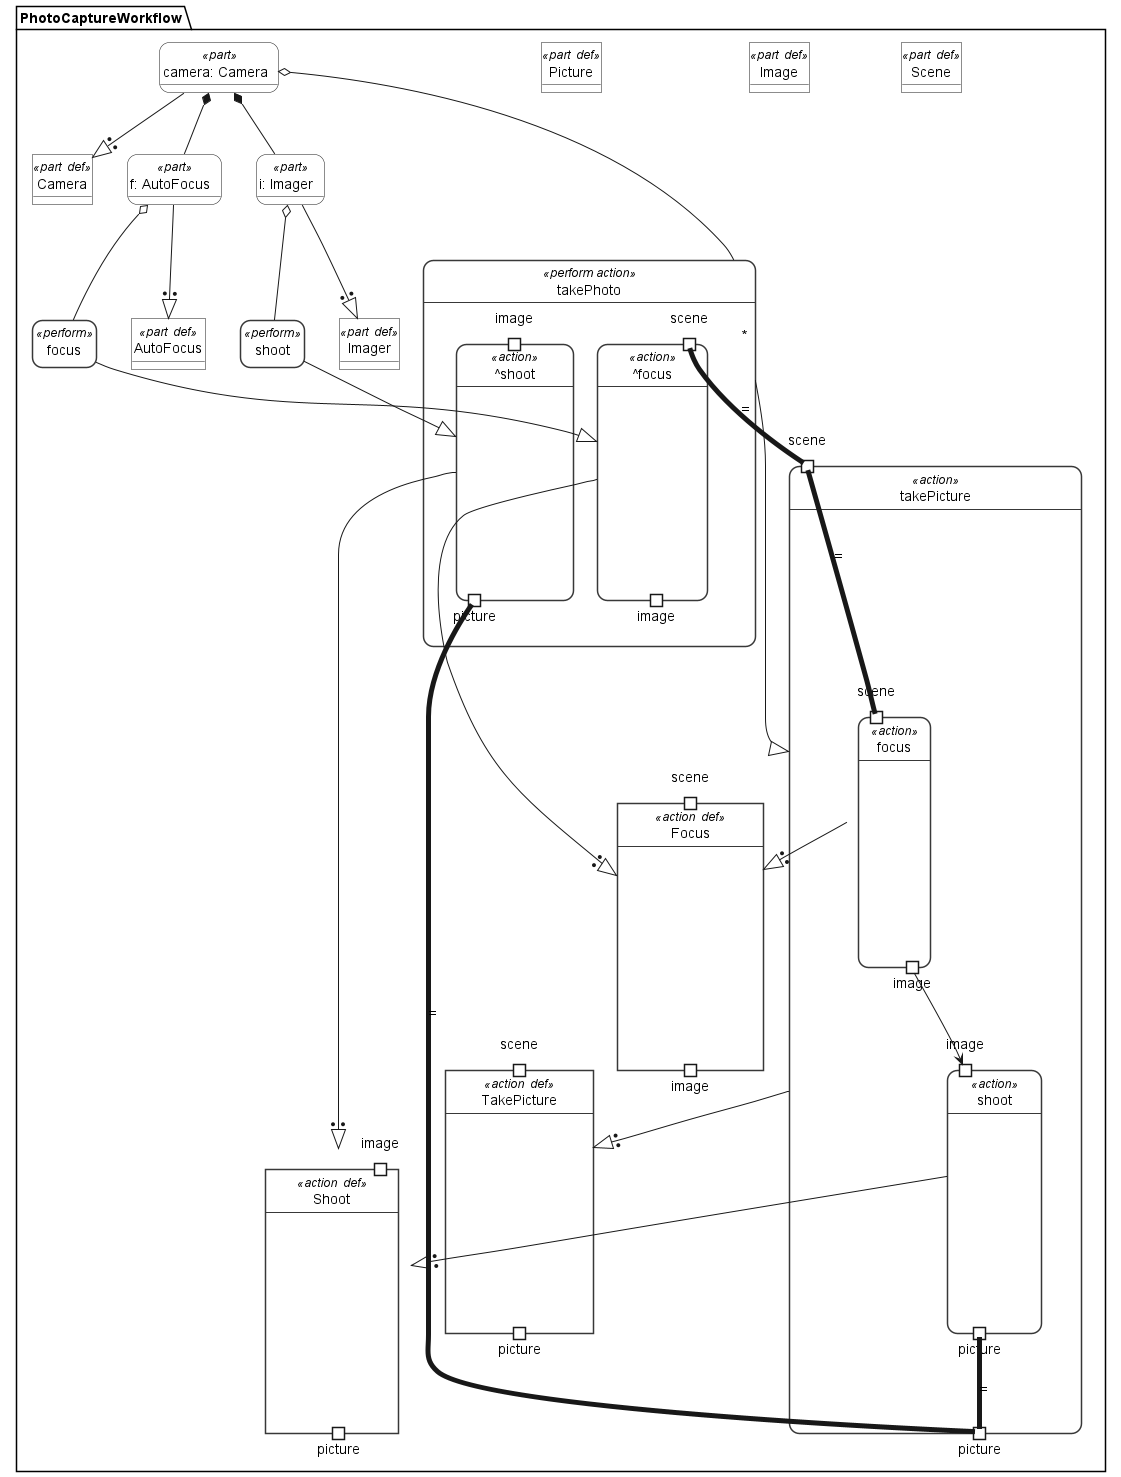 PhotoCaptureWorkflow
«part»
camera: Camera
«part def»
Picture
«part def»
Image
«part def»
Scene
«part def»
Camera
«part»
f: AutoFocus
«part»
i: Imager
«perform action»
takePhoto
«perform»
focus
«part def»
AutoFocus
«perform»
shoot
«part def»
Imager
image
scene
*
«action»
^shoot
«action»
^focus
=
scene
«action»
takePicture
=
picture
image
scene
«action»
focus
scene
«action def»
Focus
image
=
scene
image
image
«action def»
TakePicture
«action»
shoot
image
«action def»
Shoot
picture
picture
=
picture
picture